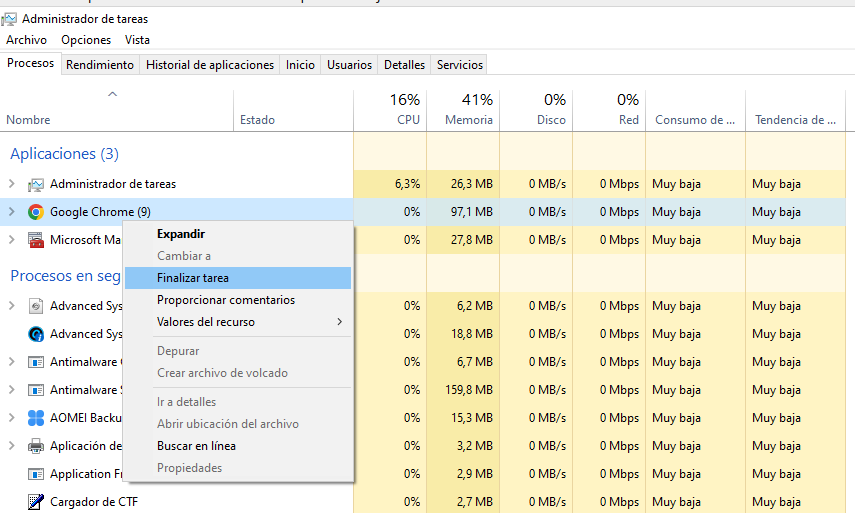 Administrador de tareas
Archivo Opciones Vista
Procesos Rendimiento Historial de aplicaciones Inicio Usuarios Detalles Servicios
16% 41% 0% 0%
Nombre Estado CPU Memoria Disco Red Consumo de ... Tendencia de ...
Aplicaciones (3)
Administrador de tareas 6,3% 26,3 MB 0 MB/s 0 Mbps Muy baja Muy baja
Google Chrome (9) 0% 97,1 MB 0 MB/s 0 Mbps Muy baja Muy baja
Microsoft Ma 0% 27,8 MB 0 MB/s 0 Mbps Muy baja Muy baja
Procesos en seg
Advanced Sys 0% 6,2 MB 0 MB/s 0 Mbps Muy baja Muy baja
Advanced Sys 0% 18,8 MB 0 MB/s 0 Mbps Muy baja Muy baja
Antimalware 0% 6,7 MB 0 MB/s 0 Mbps Muy baja Muy baja
Antimalware S 0% 159,8 MB 0 MB/s 0 Mbps Muy baja Muy baja
AOMEI Backu 0% 15,3 MB 0 MB/s 0 Mbps Muy baja Muy baja
Aplicación de 0% 3,2 MB 0 MB/s 0 Mbps Muy baja Muy baja
Application Fr 0% 2,9 MB 0 MB/s 0 Mbps Muy baja Muy baja
Cargador de CTF 0% 2,7 MB 0 MB/s 0 Mbps Muy baja Muy baja
Expandir
Cambiar a
Finalizar tarea
Proporcionar comentarios
Valores del recurso
Depurar
Crear archivo de volcado
Ir a detalles
Abrir ubicación del archivo
Buscar en línea
Propiedades